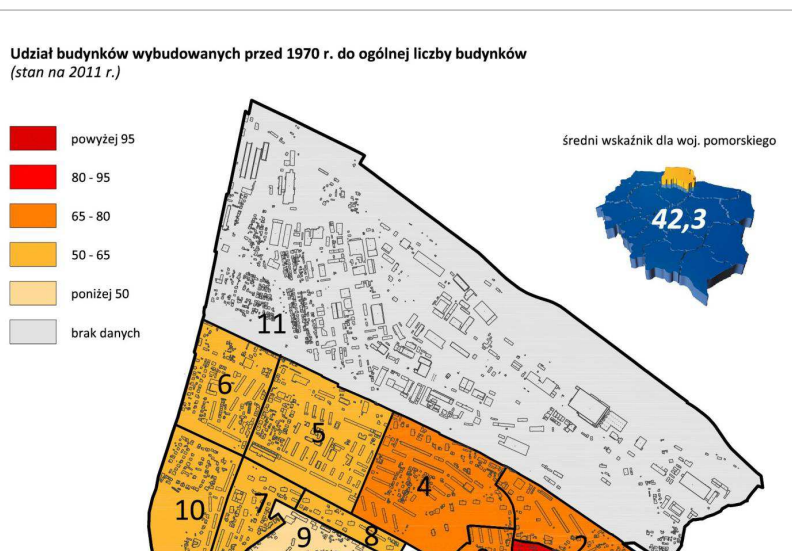 Udział budynków wybudowanych przed 1970 r. do ogólnej liczby budynków
(stan na 2011 r.)
powyżej 95
80 - 95
65 - 80
50 - 65
poniżej 50
brak danych
średni wskaźnik dla woj. pomorskiego
42,3
11
6
5
4
10
7
9
8
2